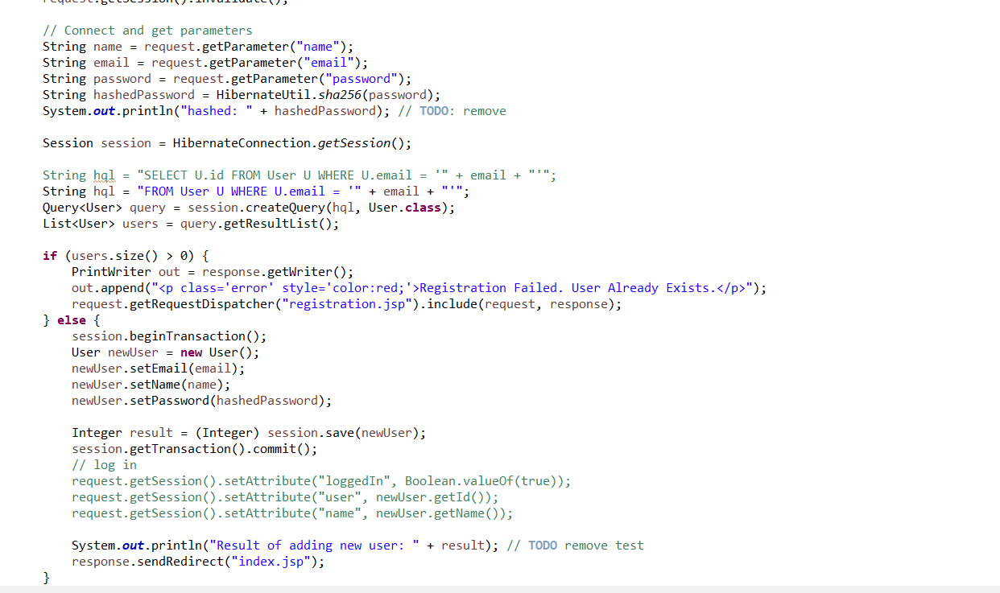 request.getSession().invalidate();
// Connect and get parameters
String name = request.getParameter("name");
String email = request.getParameter("email");
String password = request.getParameter("password");
String hashedPassword = HibernateUtil.sha256(password);
System.out.println("hashed: " + hashedPassword); // TODO: remove
Session session = HibernateConnection.getSession();
String hql = "SELECT U.id FROM User U WHERE U.email = '" + email + "'";
String hql = "FROM User U WHERE U.email = '" + email + "'";
Query<User> query = session.createQuery(hql, User.class);
List<User> users = query.getResultList();
if (users.size() > 0) {
PrintWriter out = response.getWriter();
out.append("<p class='error' style='color:red;'>Registration Failed. User Already Exists.</p>");
request.getRequestDispatcher("registration.jsp").include(request, response);
} else {
session.beginTransaction();
User newUser = new User();
newUser.setEmail(email);
newUser.setName(name);
newUser.setPassword(hashedPassword);
Integer result = (Integer) session.save(newUser);
session.getTransaction().commit();
// log in
request.getSession().setAttribute("loggedIn", Boolean.valueOf(true));
request.getSession().setAttribute("user", newUser.getId());
request.getSession().setAttribute("name", newUser.getName());
System.out.println("Result of adding new user: " + result); // TODO remove test
response.sendRedirect("index.jsp");
}